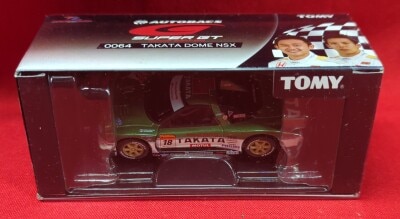 AUTOBACS
SUPER GT
0064 TAKATA DOME NSX
TOMY
18
TAKATA